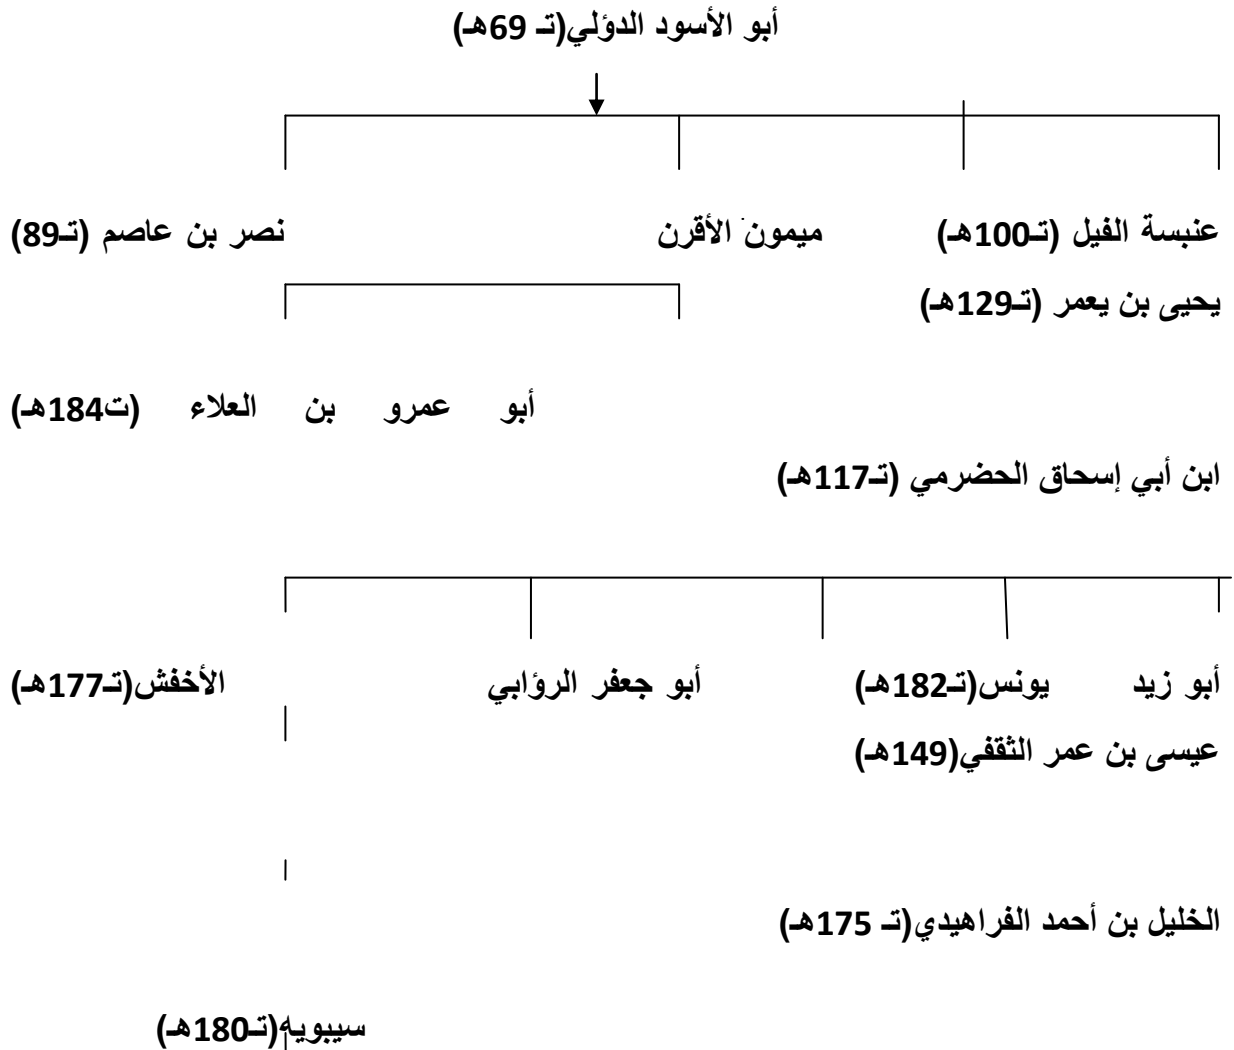 أبو الأسود الدؤلي(تـ 69هـ)
عنبسة الفيل (تـ100هـ) ميمون الأقرن نصر بن عاصم (تـ89)
يحيى بن يعمر (تـ129هـ)
أبو عمرو بن العلاء (ت184هـ)
ابن أبي إسحاق الحضرمي (تـ117هـ)
أبو زيد يونس(تـ182هـ) أبو جعفر الرؤابي الأخفش(تـ177هـ)
عيسى بن عمر الثقفي(149هـ)
الخليل بن أحمد الفراهيدي(تـ 175هـ)
سيبويه(تـ180هـ)